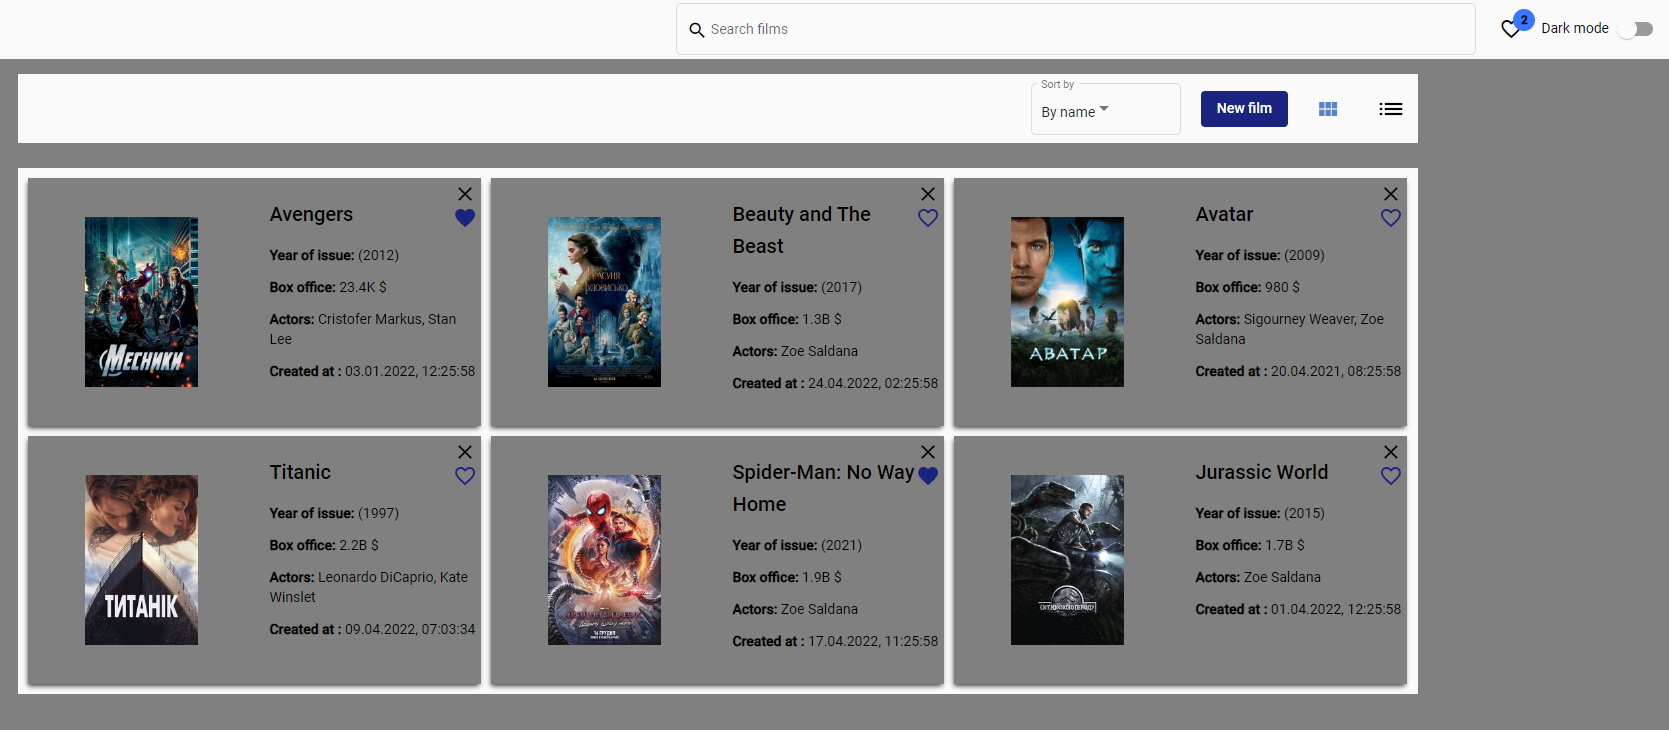 Search films
2
Dark mode
Sort by
By name
New film
Avengers
Year of issue: (2012)
Box office: 23.4K $
Actors: Cristofer Markus, Stan
Lee
Created at : 03.01.2022, 12:25:58
МЕСНИКИ
Beauty and The
Beast
Year of issue: (2017)
Box office: 1.3B $
Actors: Zoe Saldana
Created at : 24.04.2022, 02:25:58
Avatar
Year of issue: (2009)
Box office: 980 $
Actors: Sigourney Weaver, Zoe
Saldana
Created at : 20.04.2021, 08:25:58
АВАТАР
Titanic
Year of issue: (1997)
Box office: 2.2B $
Actors: Leonardo DiCaprio, Kate
Winslet
Created at : 09.04.2022, 07:03:34
ТИТАНІК
Spider-Man: No Way
Home
Year of issue: (2021)
Box office: 1.9B $
Actors: Zoe Saldana
Created at : 17.04.2022, 11:25:58
Jurassic World
Year of issue: (2015)
Box office: 1.7B $
Actors: Zoe Saldana
Created at : 01.04.2022, 12:25:58